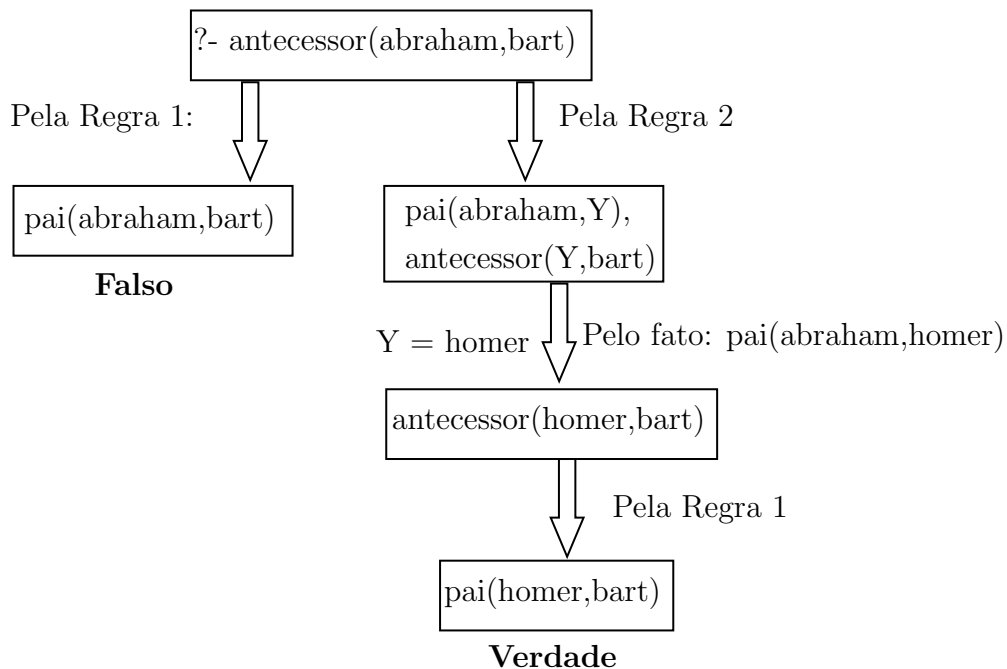 ?- antecessor(abraham,bart)
Pela Regra 1:
Pela Regra 2
pai(abraham,bart)
Falso
pai(abraham,Y),
antecessor(Y,bart)
Y = homer
Pelo fato: pai(abraham,homer)
antecessor(homer,bart)
Pela Regra 1
pai(homer,bart)
Verdade